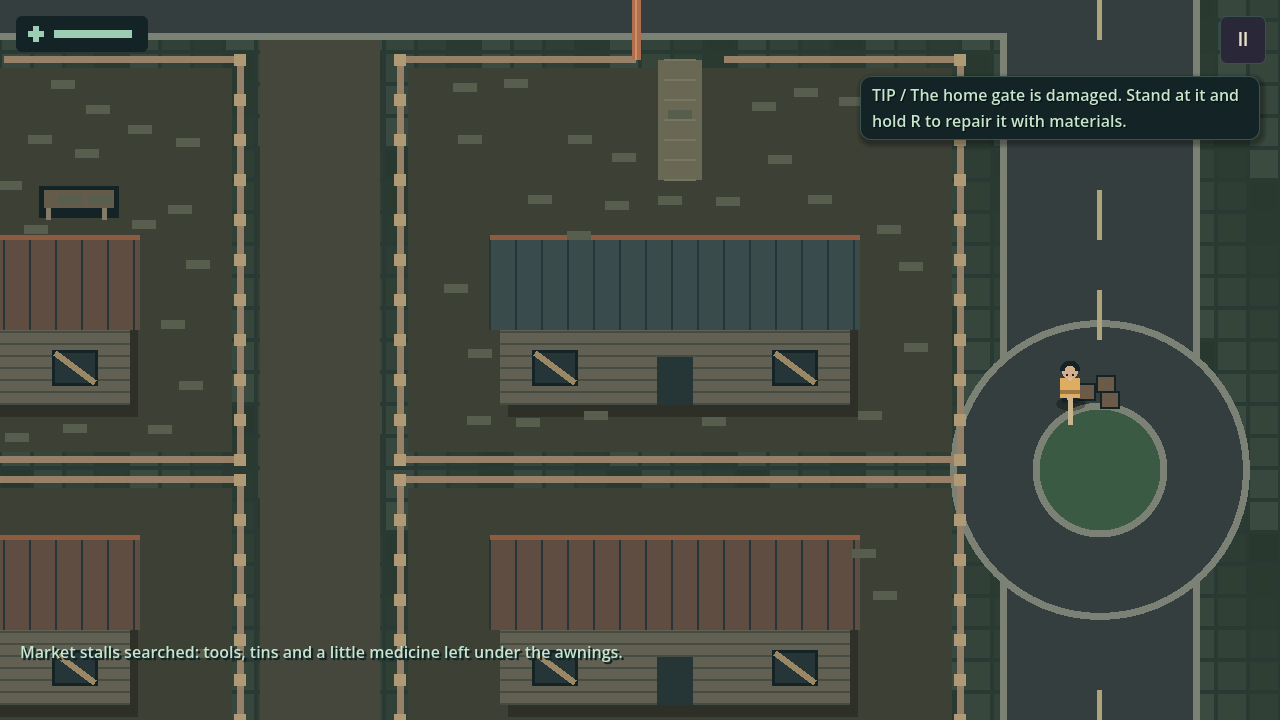 TIP / The home gate is damaged. Stand at it and
hold R to repair it with materials.
Market stalls searched: tools, tins and a little medicine left under the awnings.